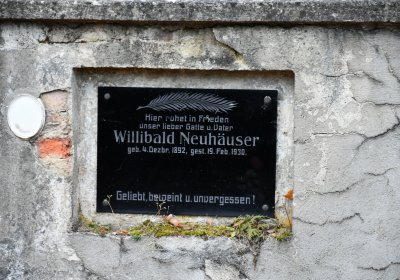 Hier ruhet in Frieden
unser lieber Gatte u. Vater
Willibald Neuhäuser
geb. 4. Dezbr. 1892, gest. 19. Feb. 1930.
Geliebt, beweint u. unvergessen!